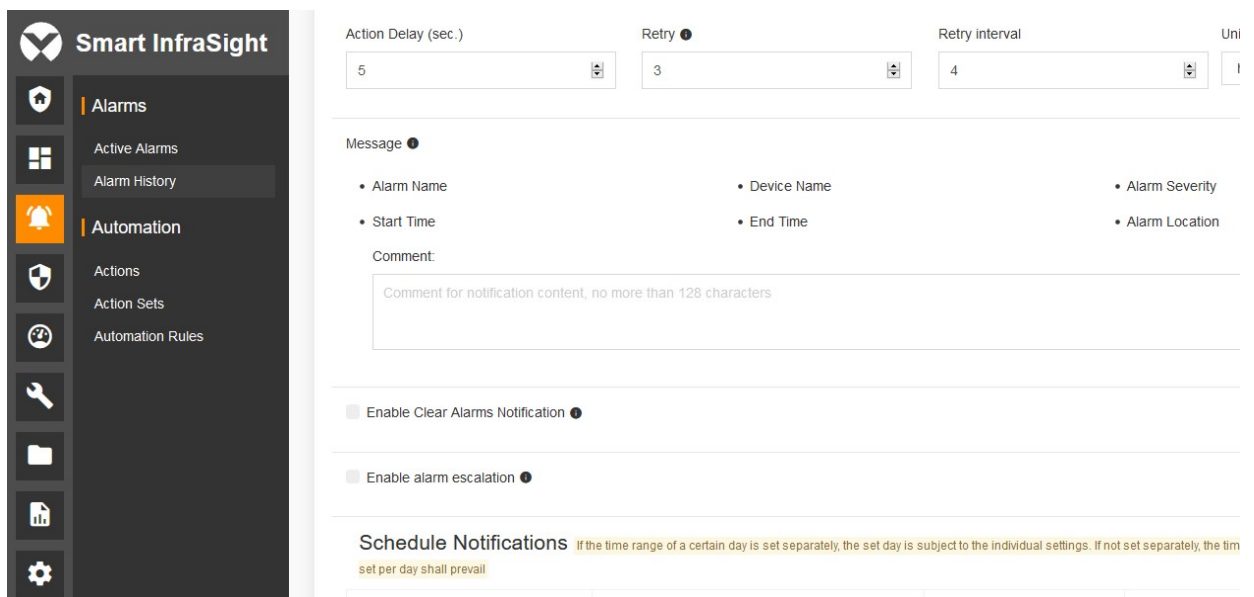 Smart InfraSight
Alarms
Active Alarms
Alarm History
Automation
Actions
Action Sets
Automation Rules
Action Delay (sec.) Retry Retry interval Uni
5 3 4
Message
• Alarm Name • Device Name • Alarm Severity
• Start Time • End Time • Alarm Location
Comment:
Comment for notification content, no more than 128 characters
Enable Clear Alarms Notification
Enable alarm escalation
Schedule Notifications If the time range of a certain day is set separately, the set day is subject to the individual settings. If not set separately, the tim
set per day shall prevail